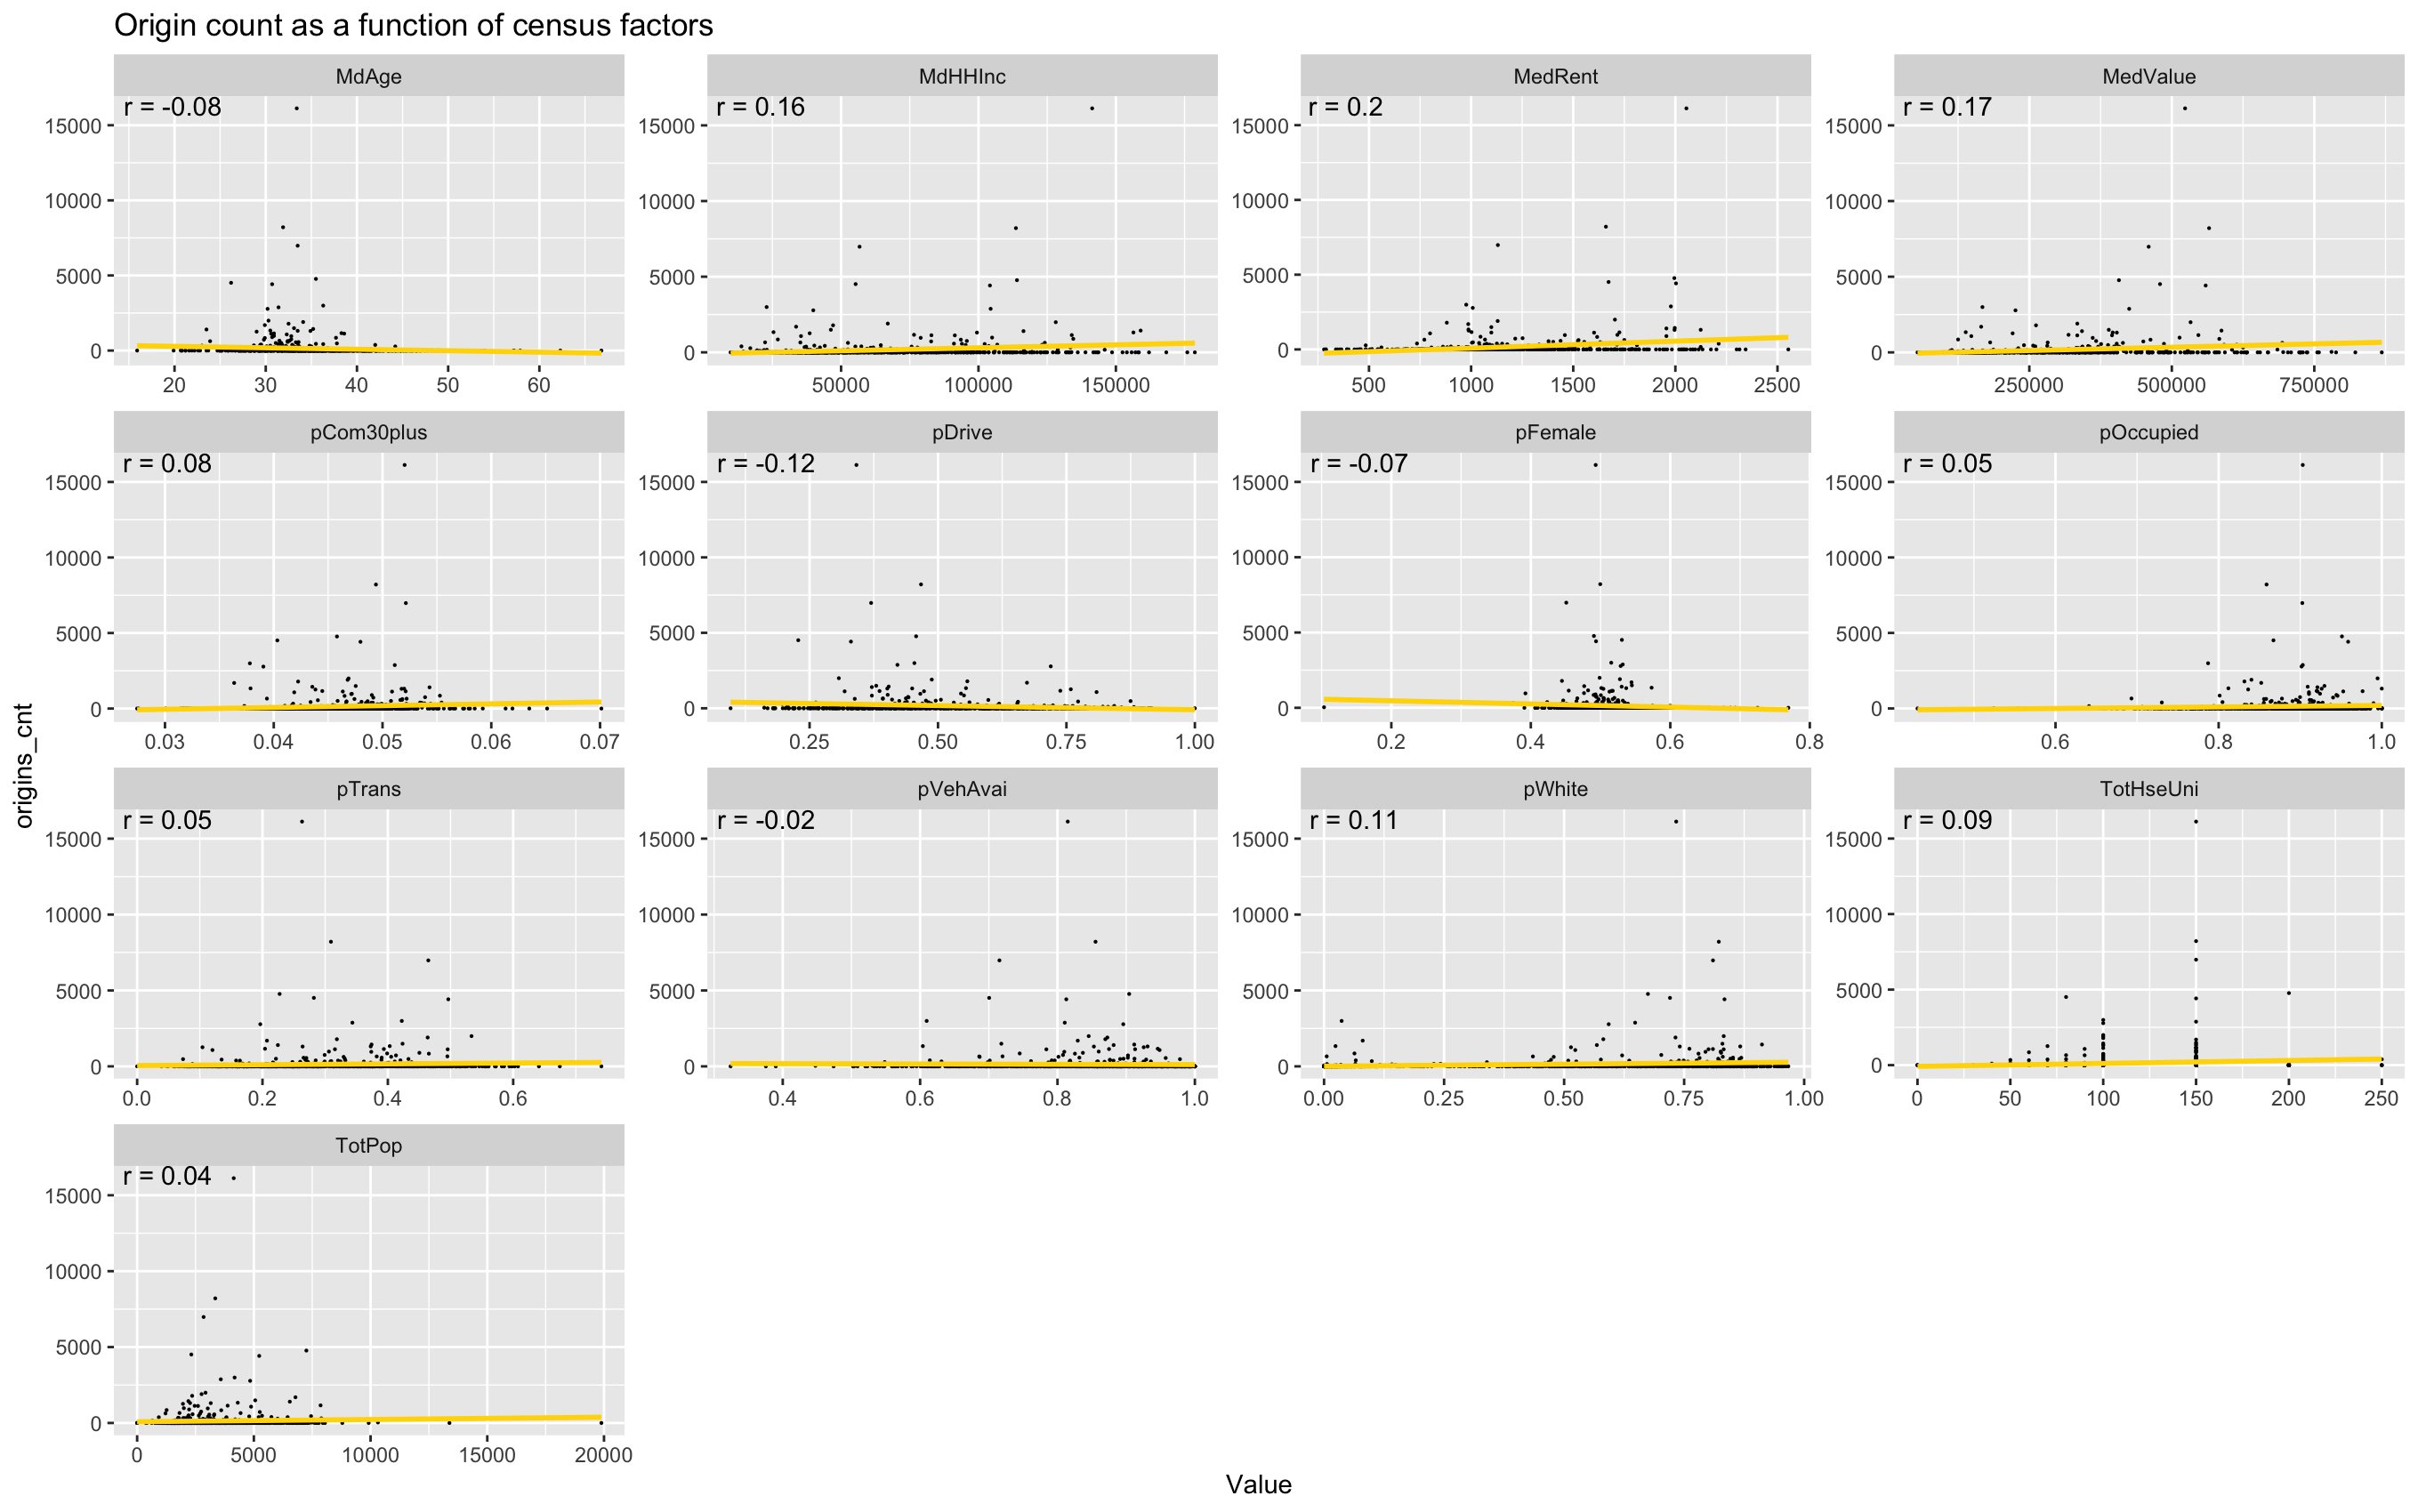 Origin count as a function of census factors
MdAge MdHHInc MedRent MedValue
r = -0.08 r = 0.16 r = 0.2 r = 0.17
15000 15000 15000 15000
10000 10000 10000 10000
5000 5000 5000 5000
0 0 0 0
20 30 40 50 60 50000 100000 150000 500 1000 1500 2000 2500 250000 500000 750000
pCom30plus pDrive pFemale pOccupied
r = 0.08 r = -0.12 r = -0.07 r = 0.05
15000 15000 15000 15000
10000 10000 10000 10000
5000 5000 5000 5000
0 0 0 0
0.03 0.04 0.05 0.06 0.07 0.25 0.50 0.75 1.00 0.2 0.4 0.6 0.8 0.6 0.8 1.0
origins_cnt
pTrans pVehAvai pWhite TotHseUni
r = 0.05 r = -0.02 r = 0.11 r = 0.09
15000 15000 15000 15000
10000 10000 10000 10000
5000 5000 5000 5000
0 0 0 0
0.0 0.2 0.4 0.6 0.4 0.6 0.8 1.0 0.00 0.25 0.50 0.75 1.00 0 50 100 150 200 250
TotPop
r = 0.04
15000
10000
5000
0
0 5000 10000 15000 20000
Value